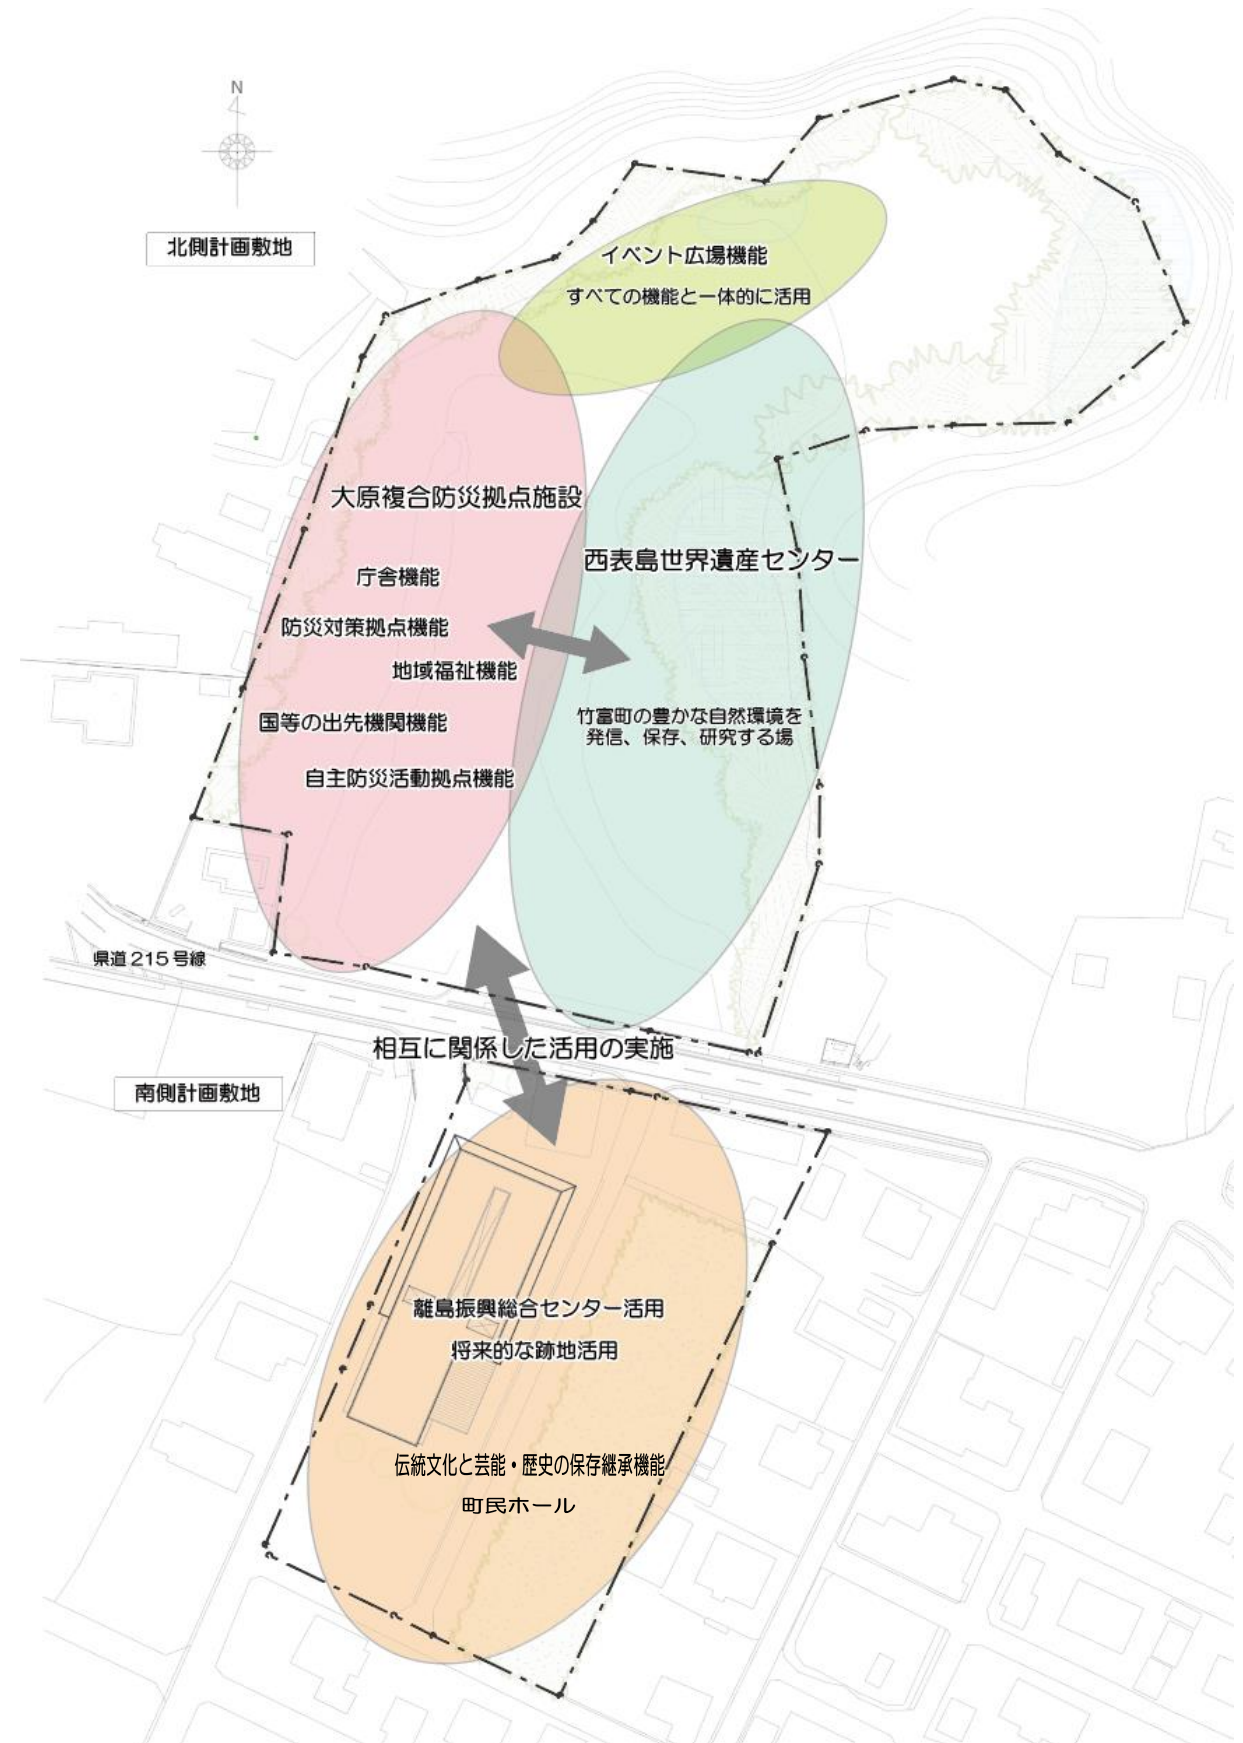 N
北側計画敷地
イベント広場機能
すべての機能と一体的に活用
大原複合防災拠点施設
庁舎機能
防災対策拠点機能
地域福祉機能
国等の出先機関機能
自主防災活動拠点機能
西表島世界遺産センター
竹富町の豊かな自然環境を
発信、保存、研究する場
県道215号線
相互に関係した活用の実施
南側計画敷地
離島振興総合センター活用
将来的な跡地活用
伝統文化と芸能・歴史の保存継承機能
町民ホール